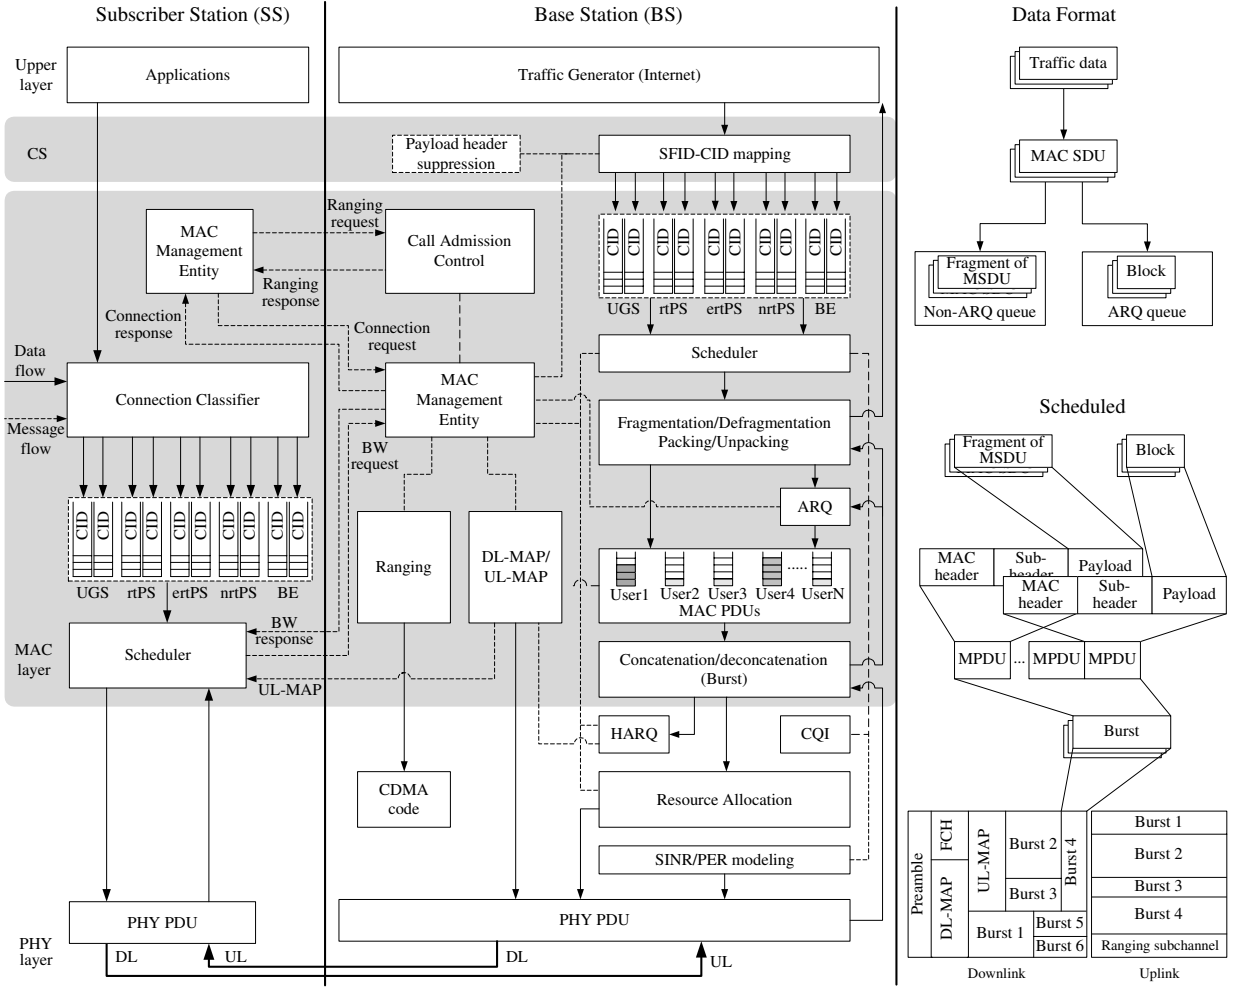 Subscriber Station (SS)
Base Station (BS)
Data Format
Upper
layer
Applications
Traffic Generator (Internet)
Traffic data
CS
Payload header
suppression
SFID-CID mapping
MAC SDU
MAC
Management
Entity
Ranging
request
Ranging
response
Call Admission
Control
CID CID CID CID CID CID CID CID CID CID
UGS rtPS ertPS nrtPS BE
Fragment of
MSDU
Non-ARQ queue
Block
ARQ queue
Connection
response
Connection
request
Scheduler
Data
flow
Message
flow
Connection Classifier
MAC
Management
Entity
Fragmentation/Defragmentation
Packing/Unpacking
BW
request
ARQ
CID CID CID CID CID CID CID CID CID CID
UGS rtPS ertPS nrtPS BE
Ranging
DL-MAP/
UL-MAP
User1 User2 User3 User4 ..... UserN
MAC PDUs
BW
response
MAC
layer
Scheduler
UL-MAP
Concatenation/deconcatenation
(Burst)
HARQ
CQI
CDMA
code
Resource Allocation
SINR/PER modeling
PHY PDU
PHY PDU
PHY
layer
DL
UL
DL
UL
Scheduled
Fragment of
MSDU
Block
MAC
header
Sub-
header
Payload
MAC
header
Sub-
header
Payload
MPDU ... MPDU MPDU
Burst
Preamble
FCH
DL-MAP
UL-MAP
Burst 2
Burst 3
Burst 4
Burst 1
Burst 5
Burst 6
Downlink
Burst 1
Burst 2
Burst 3
Burst 4
Ranging subchannel
Uplink